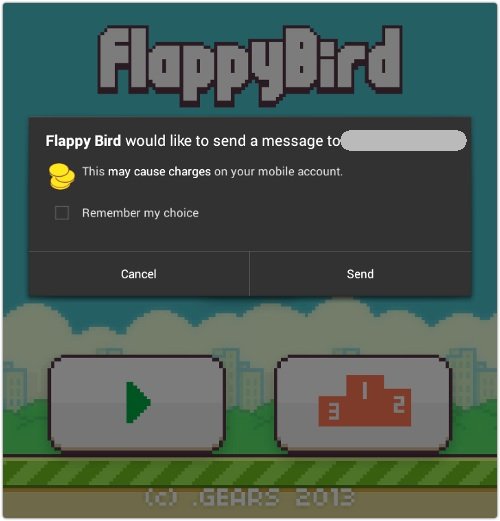 FlappyBird
Flappy Bird would like to send a message to
This may cause charges on your mobile account.
Remember my choice
Cancel
Send
1
3 2
(c) .GEARS 2013